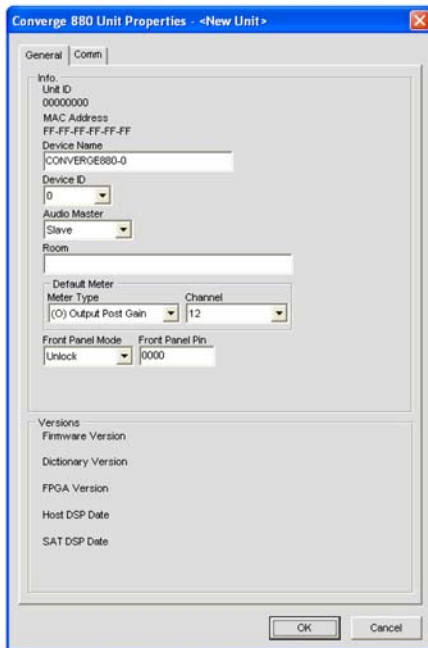 Converge 880 Unit Properties - <New Unit>
General Comm
Info.
Unit ID
00000000
MAC Address
FF-FF-FF-FF-FF-FF
Device Name
CONVERGE880-0
Device ID
0
Audio Master
Slave
Room
Default Meter
Meter Type Channel
(O) Output Post Gain 12
Front Panel Mode Front Panel Pin
Unlock 0000
Versions
Firmware Version
Dictionary Version
FPGA Version
Host DSP Date
SAT DSP Date
OK Cancel